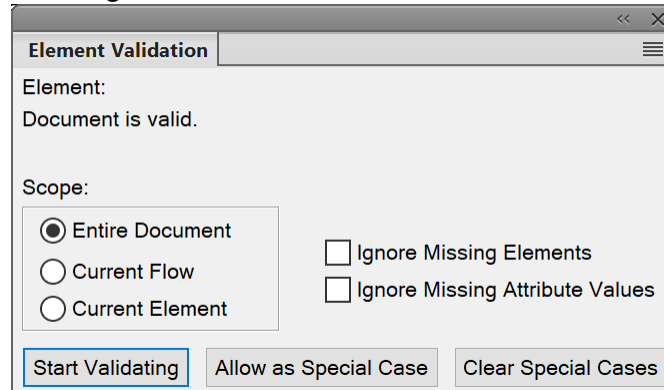 Element Validation
Element:
Document is valid.
Scope:
Entire Document
Current Flow
Current Element
Ignore Missing Elements
Ignore Missing Attribute Values
Start Validating
Allow as Special Case
Clear Special Cases